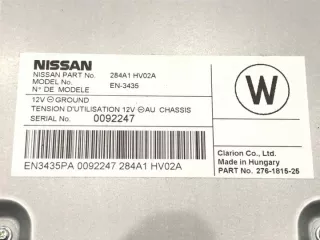 NISSAN
NISSAN PART No. 284A1 HV02A
MODEL No. EN-3435
N° DE MODELE
W
12V ⊖ GROUND
TENSION D'UTILISATION 12V ⊖ AU CHASSIS
SERIAL No. 0092247
EN3435PA 0092247 284A1 HV02A
Clarion Co., Ltd.
Made in Hungary
PART No. 276-1815-25